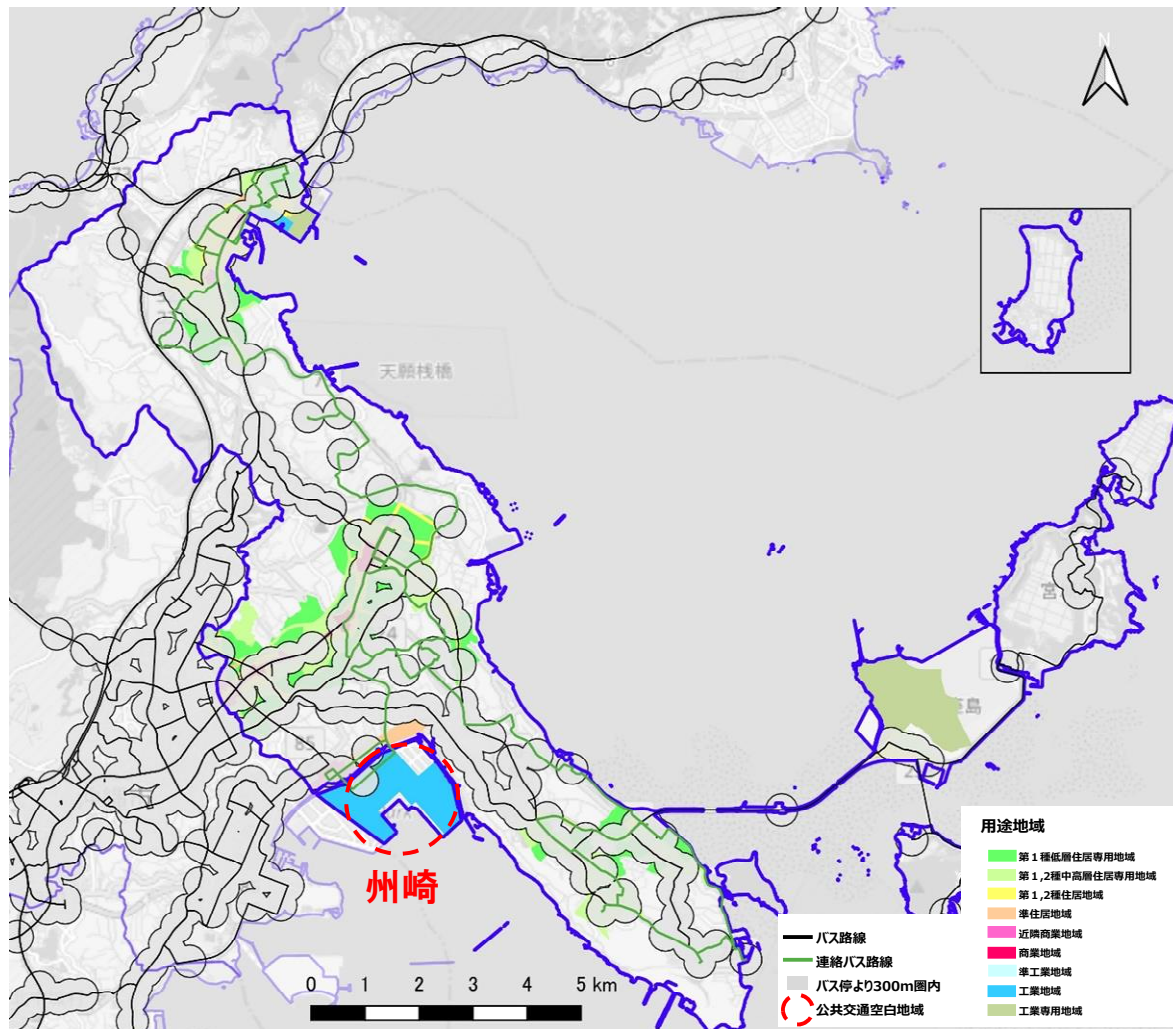 N
天願桟橋
85
4
宮
州崎
0 1 2 3 4 5 km
バス路線
連絡バス路線
バス停より300m圏内
公共交通空白地域
用途地域
第1種低層住居専用地域
第1,2種中高層住居専用地域
第1,2種住居地域
準住居地域
近隣商業地域
商業地域
準工業地域
工業地域
工業専用地域